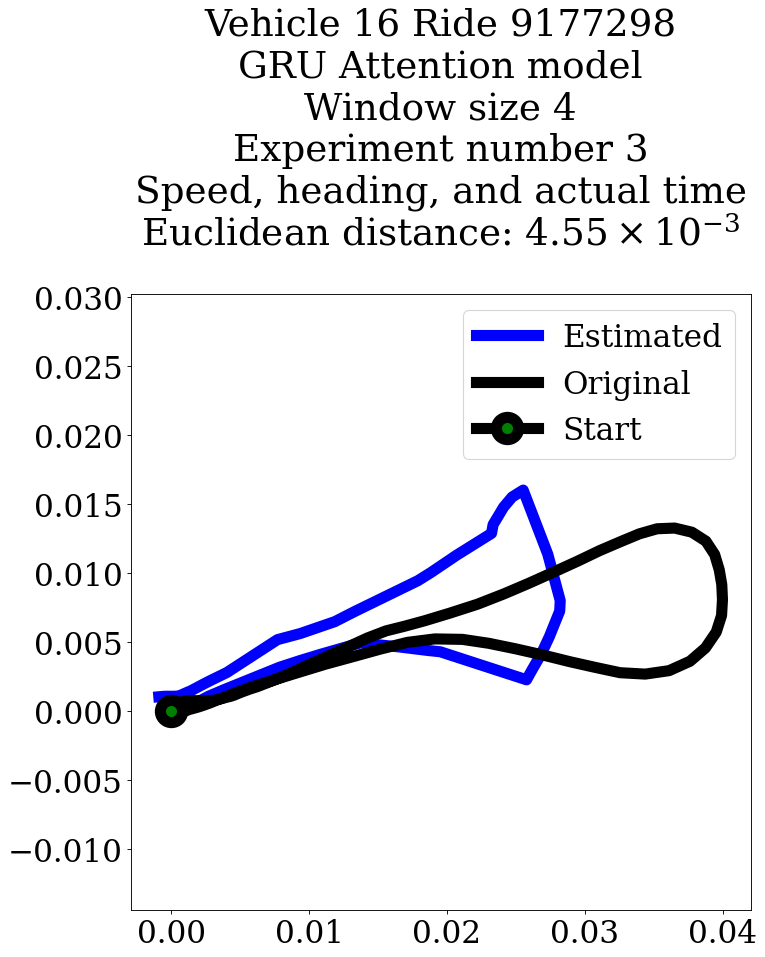 Vehicle 16 Ride 9177298
GRU Attention model
Window size 4
Experiment number 3
Speed, heading, and actual time
Euclidean distance: 4.55 × 10⁻³
0.030
Estimated
0.025
Original
0.020
Start
0.015
0.010
0.005
0.000
−0.005
−0.010
0.00 0.01 0.02 0.03 0.04